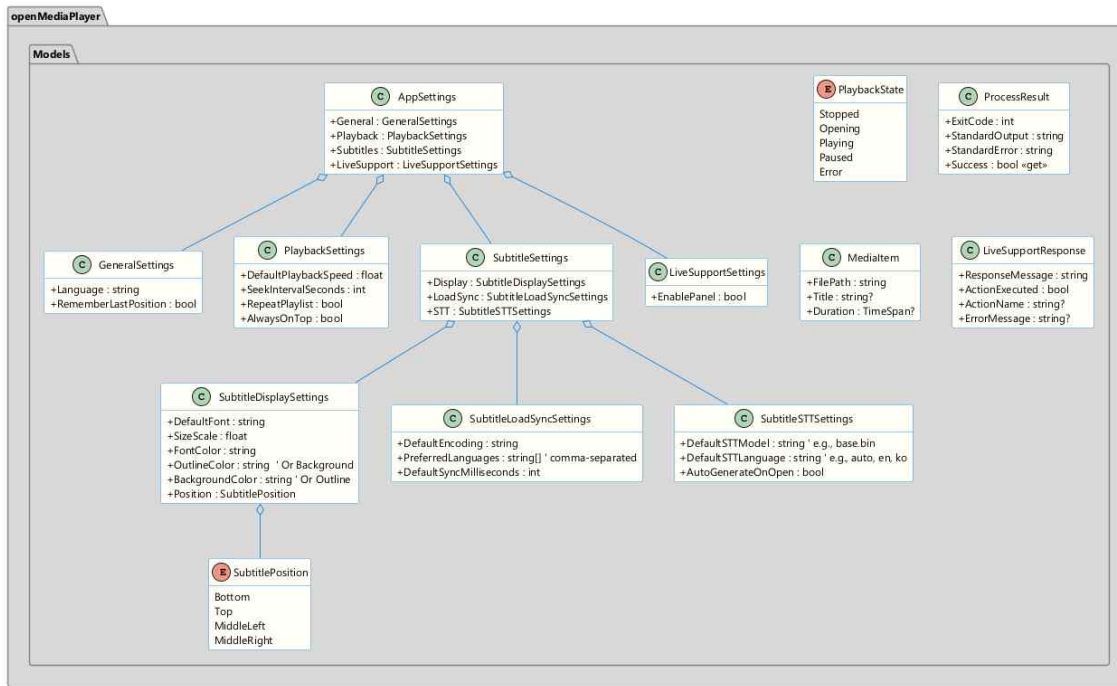 openMediaPlayer
Models
C AppSettings
+General : GeneralSettings
+Playback : PlaybackSettings
+Subtitles : SubtitleSettings
+LiveSupport : LiveSupportSettings
E PlaybackState
Stopped
Opening
Playing
Paused
Error
C ProcessResult
+ExitCode : int
+StandardOutput : string
+StandardError : string
+Success : bool «get»
C GeneralSettings
+Language : string
+RememberLastPosition : bool
C PlaybackSettings
+DefaultPlaybackSpeed : float
+SeekIntervalSeconds : int
+RepeatPlaylist : bool
+AlwaysOnTop : bool
C SubtitleSettings
+Display : SubtitleDisplaySettings
+LoadSync : SubtitleLoadSyncSettings
+STT : SubtitleSTTSettings
C LiveSupportSettings
+EnablePanel : bool
C MediaItem
+FilePath : string
+Title : string?
+Duration : TimeSpan?
C LiveSupportResponse
+ResponseMessage : string
+ActionExecuted : bool
+ActionName : string?
+ErrorMessage : string?
C SubtitleDisplaySettings
+DefaultFont : string
+SizeScale : float
+FontColor : string
+OutlineColor : string ' Or Background
+BackgroundColor : string ' Or Outline
+Position : SubtitlePosition
C SubtitleLoadSyncSettings
+DefaultEncoding : string
+PreferredLanguages : string[] ' comma-separated
+DefaultSyncMilliseconds : int
C SubtitleSTTSettings
+DefaultSTTModel : string ' e.g., base.bin
+DefaultSTTLanguage : string ' e.g., auto, en, ko
+AutoGenerateOnOpen : bool
E SubtitlePosition
Bottom
Top
MiddleLeft
MiddleRight